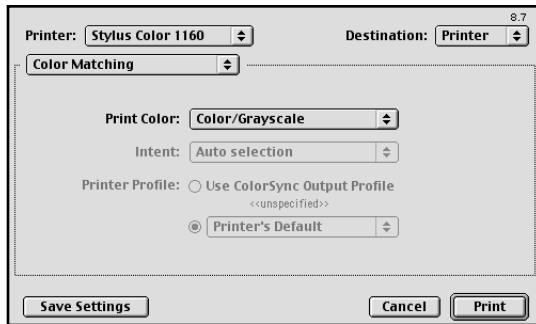 8.7
Printer: Stylus Color 1160 Destination: Printer
Color Matching
Print Color: Color/Grayscale
Intent: Auto selection
Printer Profile: Use ColorSync Output Profile
<<unspecified>>
Printer's Default
Save Settings Cancel Print